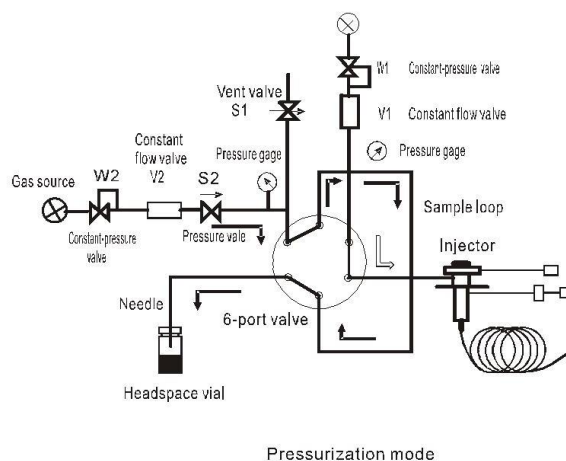 W1 Constant-pressure valve
Vent valve
S1
V1 Constant flow valve
Constant
flow valve
V2
Pressure gage
Pressure gage
Gas source
W2
S2
Sample loop
Constant-pressure
valve
Pressure vale
Injector
Needle
6-port valve
Headspace vial
Pressurization mode